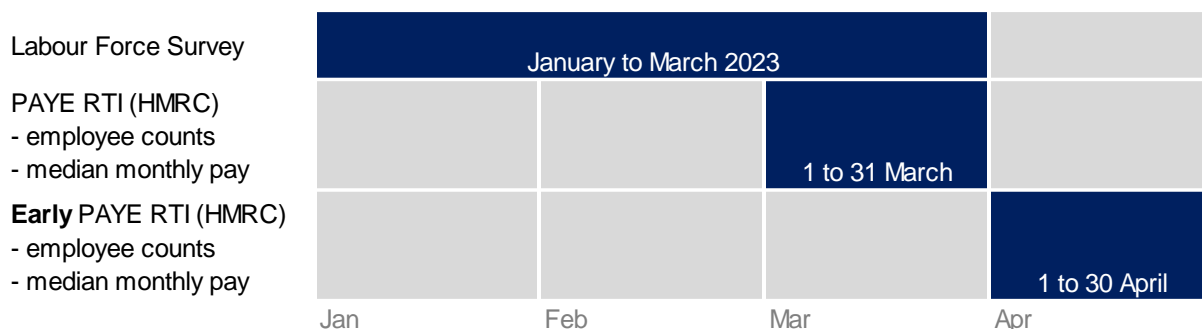 Labour Force Survey
January to March 2023
PAYE RTI (HMRC)
- employee counts
- median monthly pay
1 to 31 March
Early PAYE RTI (HMRC)
- employee counts
- median monthly pay
1 to 30 April
Jan Feb Mar Apr